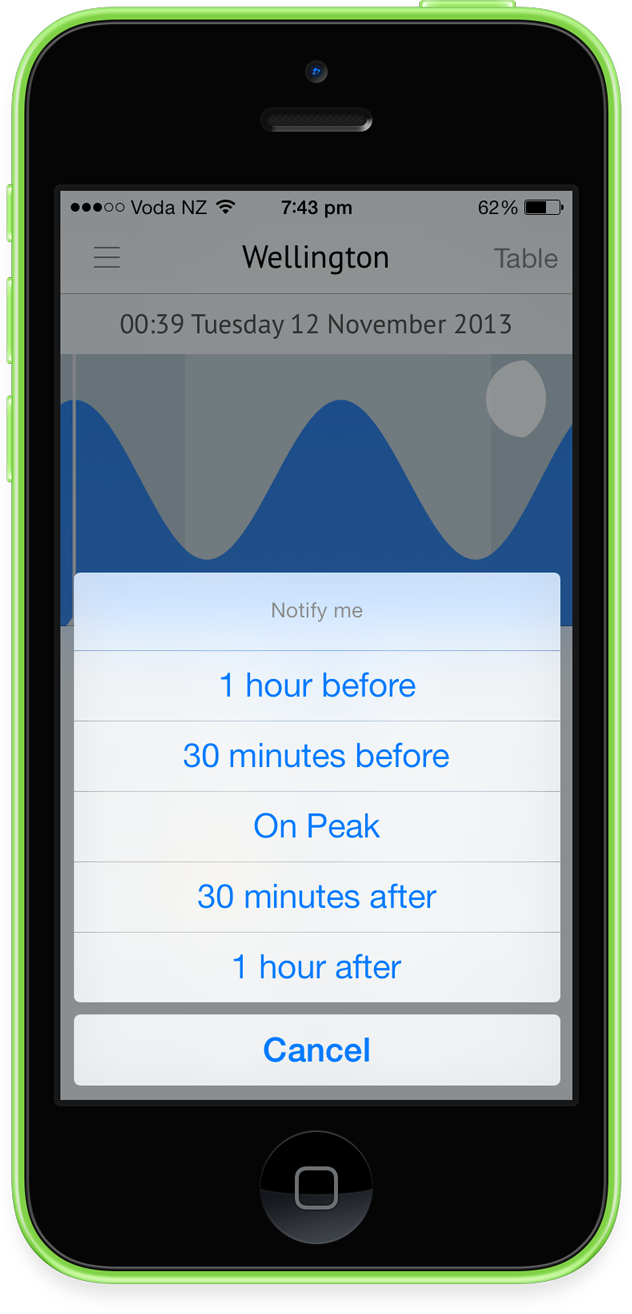 Voda NZ 7:43 pm 62%
Wellington Table
00:39 Tuesday 12 November 2013
Notify me
1 hour before
30 minutes before
On Peak
30 minutes after
1 hour after
Cancel